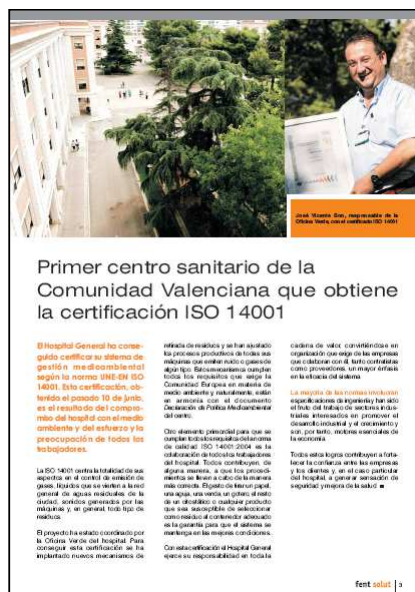 José Vicente Gon, responsable de la
Oficina Verde, con el certificado ISO 14001
Primer centro sanitario de la
Comunidad Valenciana que obtiene
la certificación ISO 14001
El Hospital General ha conse-
guido certificar su sistema de
gestión medioambiental
según la norma UNE-EN ISO
14001. Esta certificación, ob-
tenida el pasado 10 de junio,
es el resultado del compro-
miso del hospital con el medio
ambiente y del esfuerzo y la
preocupación de todos los
trabajadores.
La ISO 14001 centra la totalidad de sus
aspectos en el control de emisión de
gases, líquidos que se vierten a la red
general de aguas residuales de la
ciudad, sonidos generados por las
máquinas y, en general, todo tipo de
residuos.
El proyecto ha estado coordinado por
la Oficina Verde del hospital. Para
conseguir esta certificación se ha
implantado nuevos mecanismos de
retirada de residuos y se han ajustado
los procesos productivos de todas sus
máquinas que emiten ruido o gases de
algún tipo. Estos mecanismos cumplen
todos los requisitos que exige la
Comunidad Europea en materia de
medio ambiente y naturalmente, están
en armonía con el documento
Declaración de Política Medioambiental
del centro.
Otro elemento primordial para que se
cumplan todos los requisitos de la norma
de calidad ISO 14001:2004 es la
colaboración de todos los trabajadores
del hospital. Todos contribuyen, de
alguna manera, a que los procedi-
mientos se lleven a cabo de la manera
más correcta. El gesto de tirar un papel,
una aguja, una venda, un gotero, el resto
de un citostático o cualquier producto
que sea susceptible de seleccionar
como residuo al contenedor adecuado
es la garantía para que el sistema se
mantenga en las mejores condiciones.
Con esta certificación el Hospital General
ejerce su responsabilidad en toda la
cadena de valor, convirtiéndose en
organización que exige de las empresas
que colaboran con él, tanto contratistas
como proveedores, un mayor énfasis
en la eficacia del sistema.
La mayoría de las normas involucran
especificaciones de ingeniería y han sido
el fruto del trabajo de sectores indus-
triales interesados en promover el
desarrollo industrial y el crecimiento y
son, por tanto, motores esenciales de
la economía.
Todos estos logros contribuyen a forta-
lecer la confianza entre las empresas
y los clientes y, en el caso particular
del hospital, a generar sensación de
seguridad y mejora de la salud
fent salut | 3